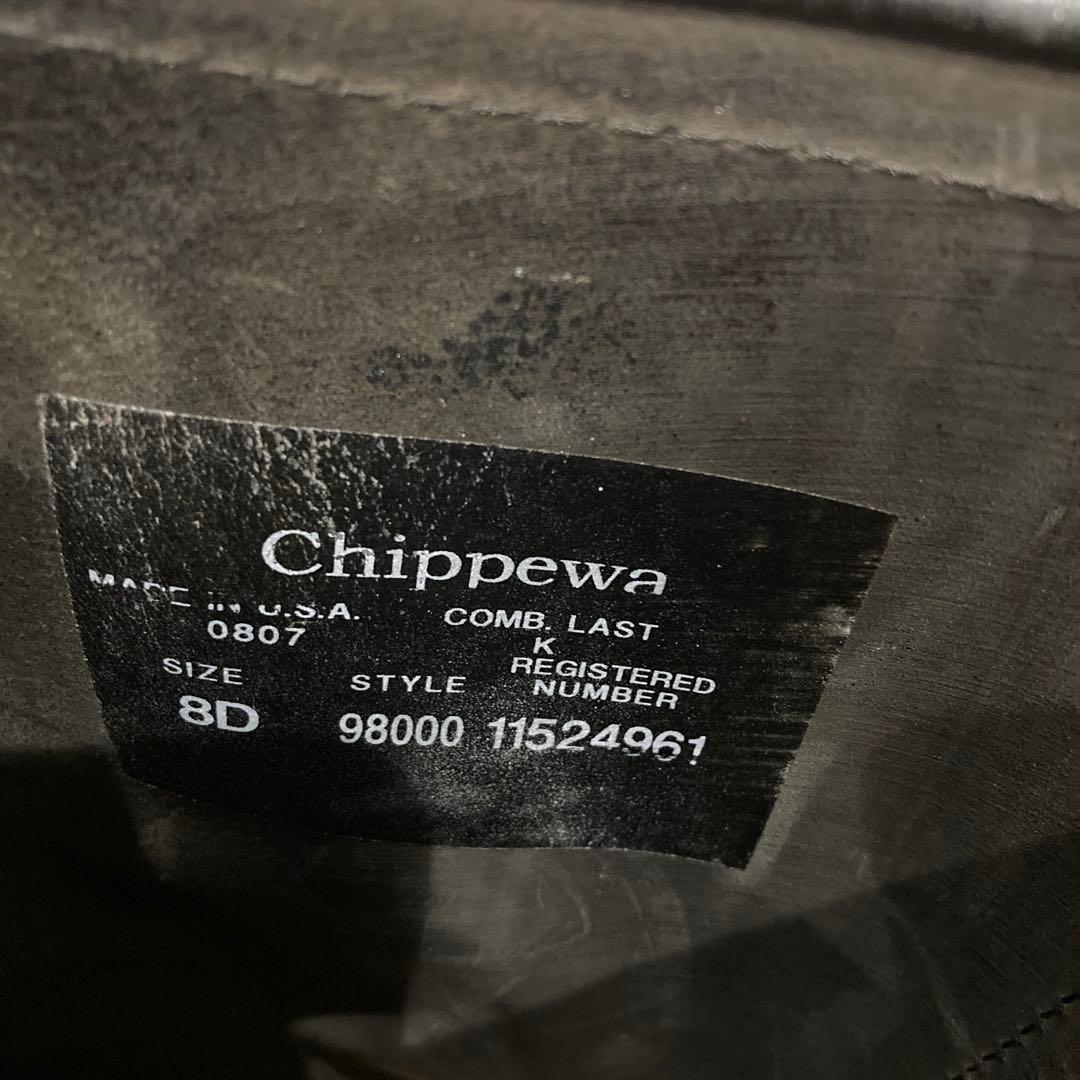 Chippewa
MADE IN U.S.A.
0807
COMB. LAST
K
REGISTERED
NUMBER
SIZE
STYLE
8D
98000
11524961